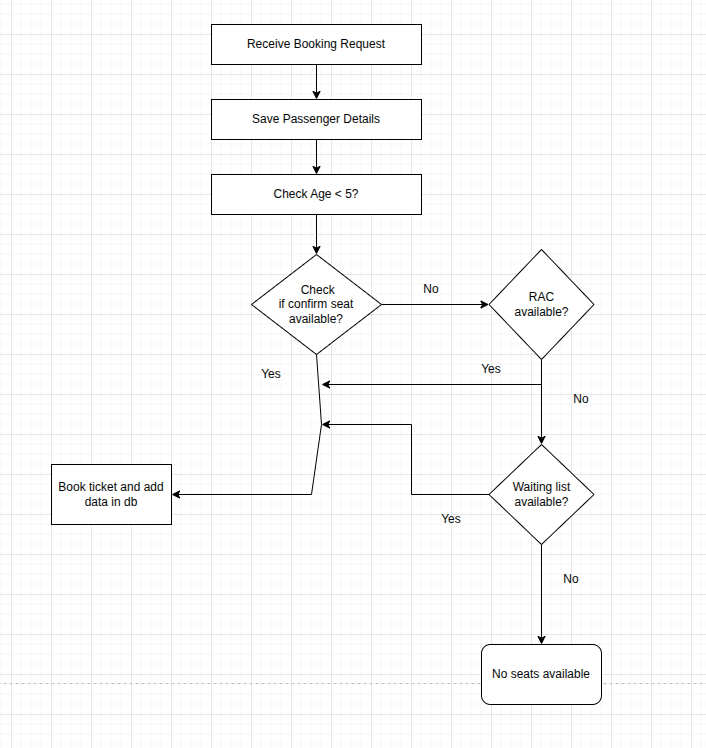 Receive Booking Request
Save Passenger Details
Check Age < 5?
Check
if confirm seat
available?
No
RAC
available?
Yes
Yes
No
Book ticket and add
data in db
Waiting list
available?
Yes
No
No seats available